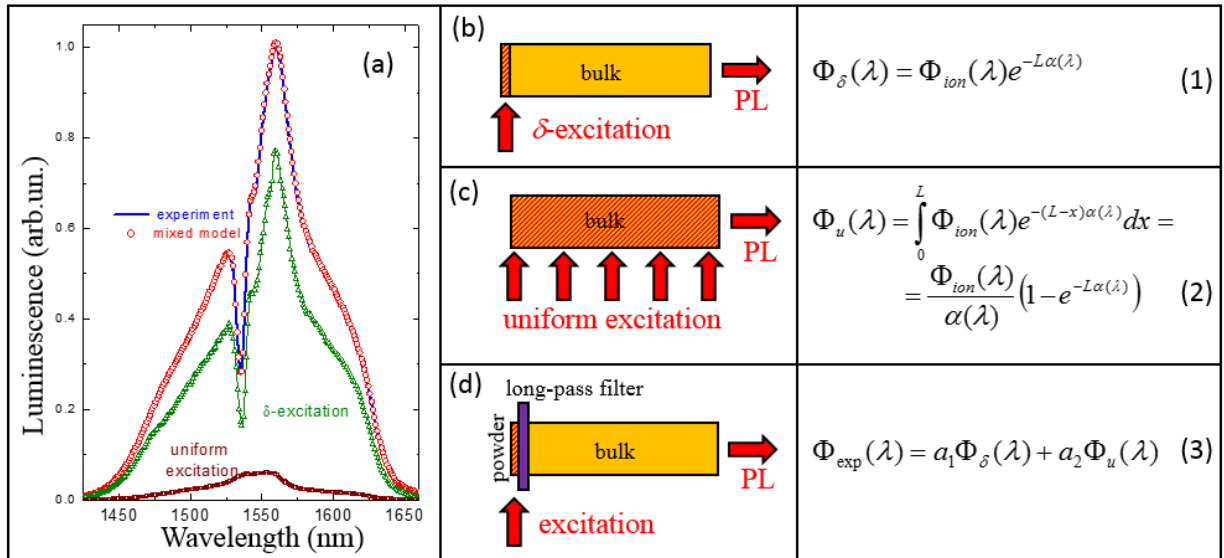 (a)
Luminescence (arb.un.)
1.0
0.8
0.6
0.4
0.2
0.0
experiment
mixed model
δ-excitation
uniform
excitation
1450 1500 1550 1600 1650
Wavelength (nm)
(b)
bulk
PL
δ-excitation
Φδ(λ) = Φion(λ)e^{-Lα(λ)} (1)
(c)
bulk
PL
uniform excitation
Φu(λ) = ∫₀ᴸ Φion(λ)e^{-(L-x)α(λ)}dx =
= Φion(λ)/α(λ) (1-e^{-Lα(λ)}) (2)
(d)
long-pass filter
powder
bulk
PL
excitation
Φexp(λ) = a₁Φδ(λ) + a₂Φu(λ) (3)